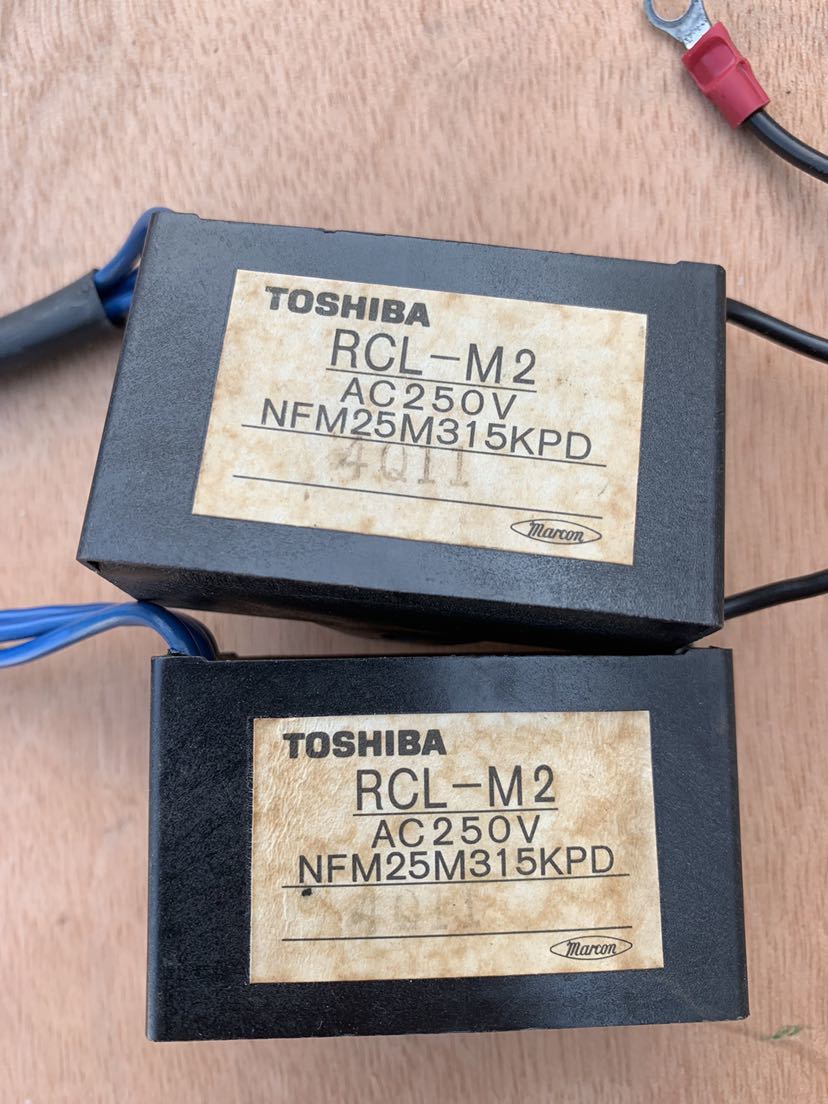 TOSHIBA
RCL-M2
AC250V
NFM25M315KPD
4Q11
Marcon
TOSHIBA
RCL-M2
AC250V
NFM25M315KPD
Marcon